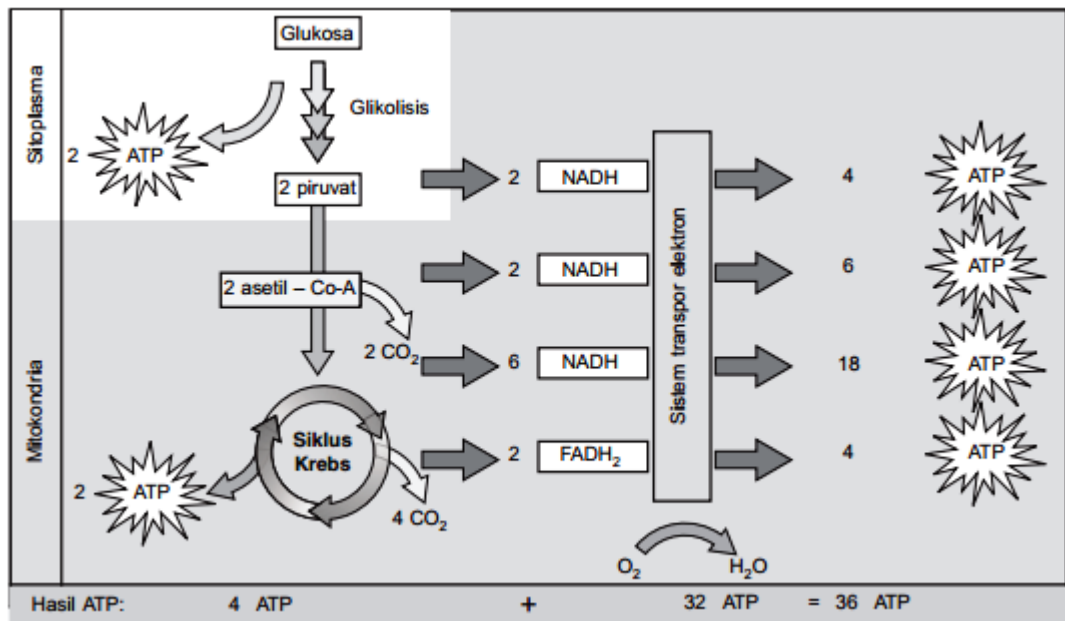 Sitoplasma
Glukosa
Glikolisis
2 ATP
2 piruvat
2 NADH
4 ATP
Mitokondria
2 asetil – Co-A
2 CO₂
2 NADH
6 ATP
6 NADH
18 ATP
Siklus
Krebs
2 ATP
4 CO₂
2 FADH₂
4 ATP
Sistem transpor elektron
O₂ H₂O
Hasil ATP: 4 ATP + 32 ATP = 36 ATP